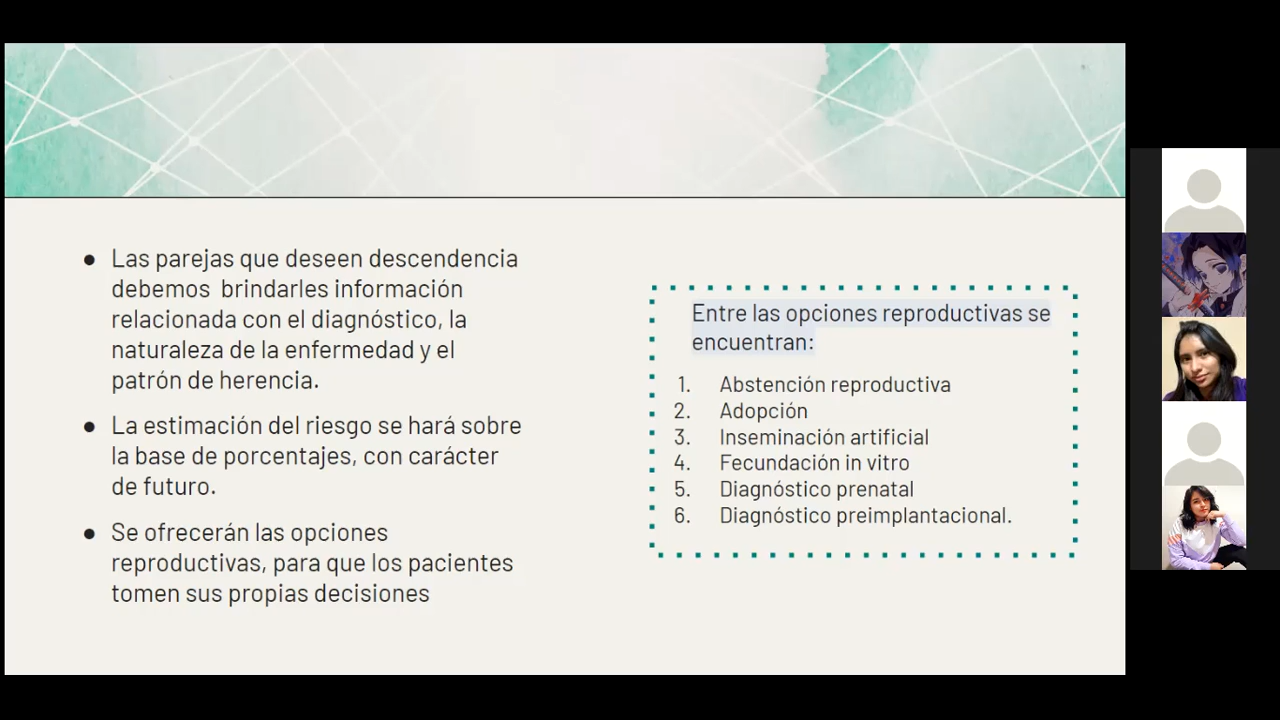 ● Las parejas que deseen descendencia
debemos brindarles información
relacionada con el diagnóstico, la
naturaleza de la enfermedad y el
patrón de herencia.
● La estimación del riesgo se hará sobre
la base de porcentajes, con carácter
de futuro.
● Se ofrecerán las opciones
reproductivas, para que los pacientes
tomen sus propias decisiones
Entre las opciones reproductivas se
encuentran:
1. Abstención reproductiva
2. Adopción
3. Inseminación artificial
4. Fecundación in vitro
5. Diagnóstico prenatal
6. Diagnóstico preimplantacional.